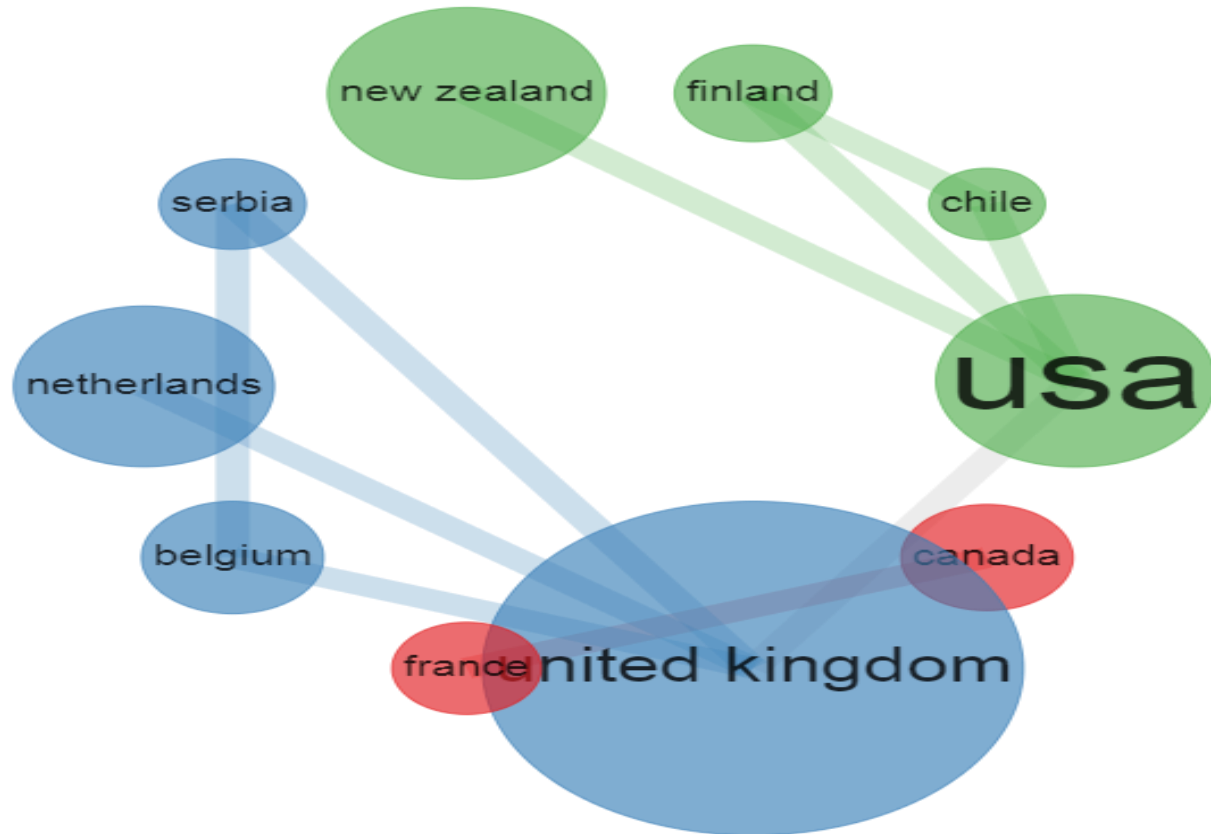 new zealand
finland
serbia
chile
netherlands
usa
belgium
canada
france
united kingdom